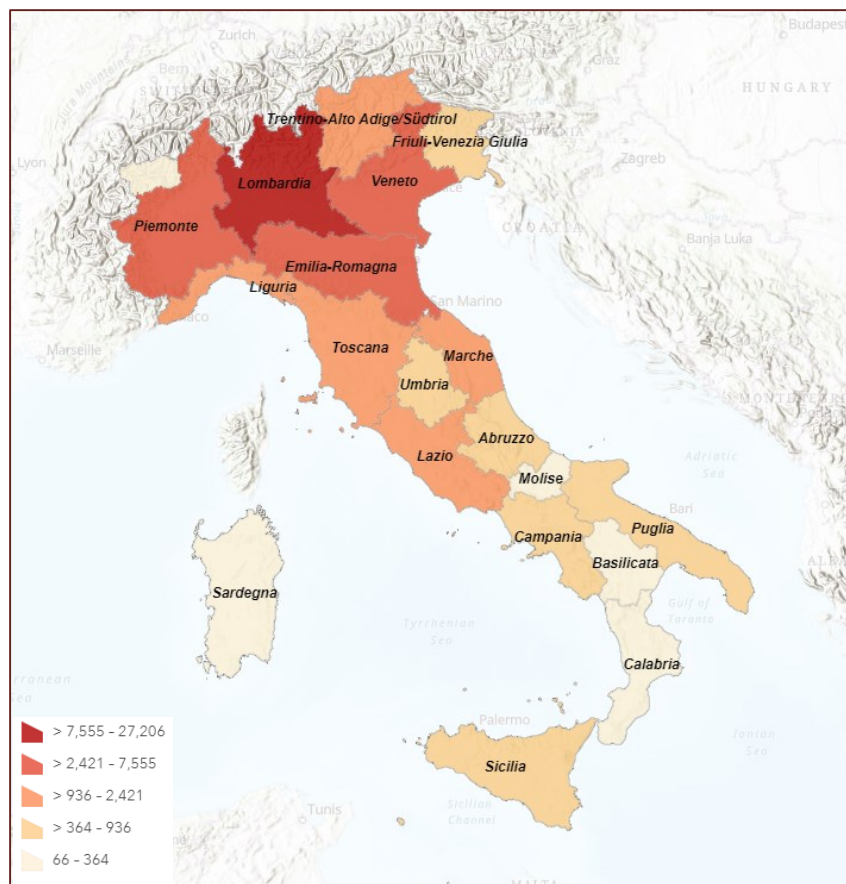 Budapest
Zurich
Bern
Graz
HUNGARY
Jura Mountains
Trentino-Alto Adige/Südtirol
Friuli-Venezia Giulia
Lyon
Zagreb
Lombardia
Veneto
CROATIA
Piemonte
Banja Luka
Emilia-Romagna
Liguria
San Marino
Marseille
Toscana
Marche
Umbria
Abruzzo
Lazio
Adriatic
Sea
Molise
Bari
Puglia
Campania
Basilicata
Sardegna
Gulf of
Taranto
Tyrrhenian
Sea
Calabria
Palermo
Ionian
Sea
Sicilia
Sicilian
Channel
Tunis
> 7,555 - 27,206
> 2,421 - 7,555
> 936 - 2,421
> 364 - 936
66 - 364